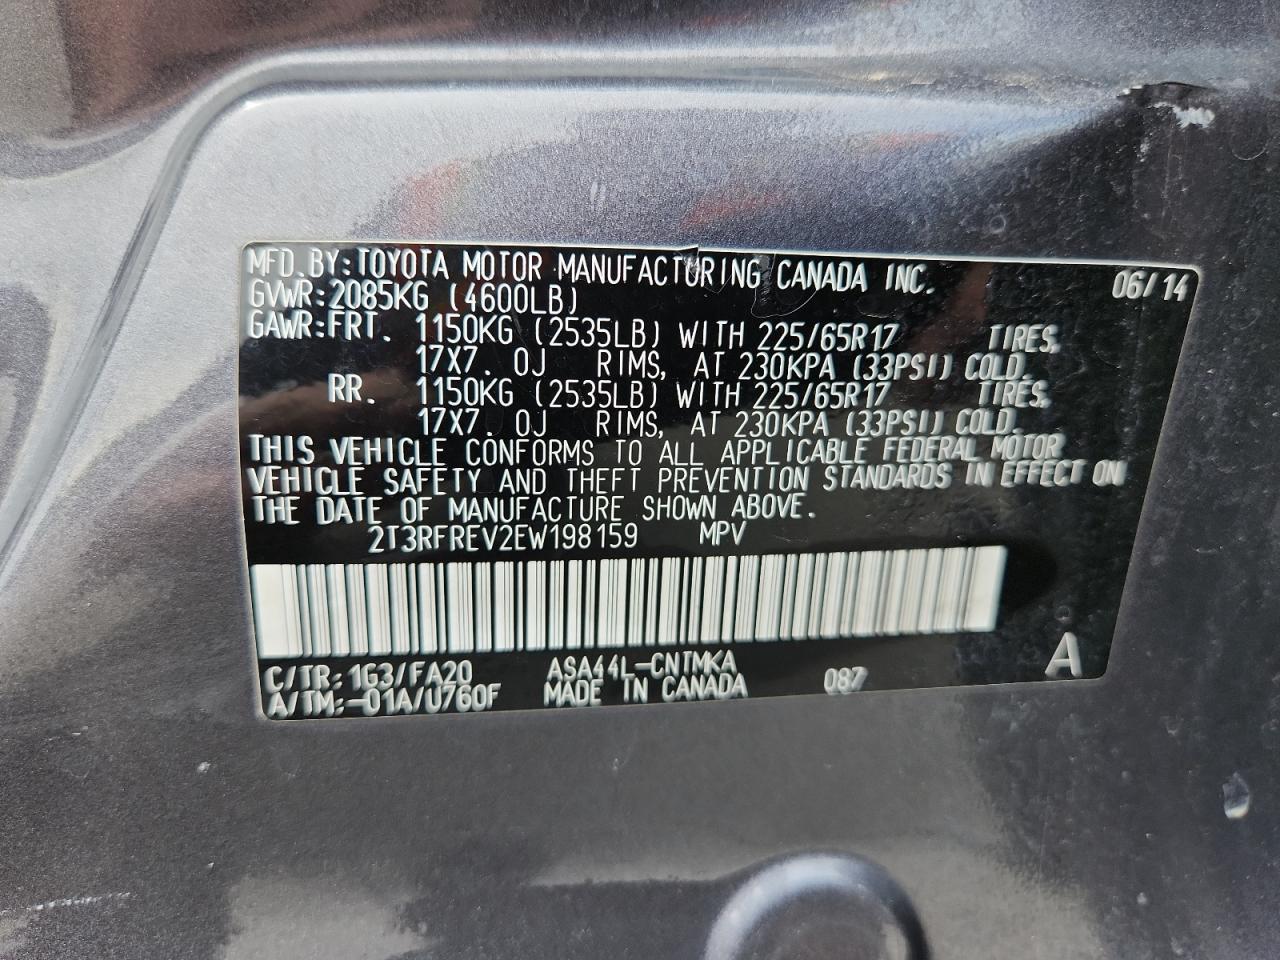 MFD. BY: TOYOTA MOTOR MANUFACTURING CANADA INC. 06/14
GVWR: 2085KG (4600LB)
GAWR: FRT. 1150KG (2535LB) WITH 225/65R17 TIRES,
17X7. 0J RIMS, AT 230KPA (33PSI) COLD.
RR. 1150KG (2535LB) WITH 225/65R17 TIRES,
17X7. 0J RIMS, AT 230KPA (33PSI) COLD.
THIS VEHICLE CONFORMS TO ALL APPLICABLE FEDERAL MOTOR
VEHICLE SAFETY AND THEFT PREVENTION STANDARDS IN EFFECT ON
THE DATE OF MANUFACTURE SHOWN ABOVE.
2T3RFREV2EW198159 MPV
C/TR: 1G3/FA20 ASA44L-CNTMKA A
A/TM: -01A/U760F MADE IN CANADA 087